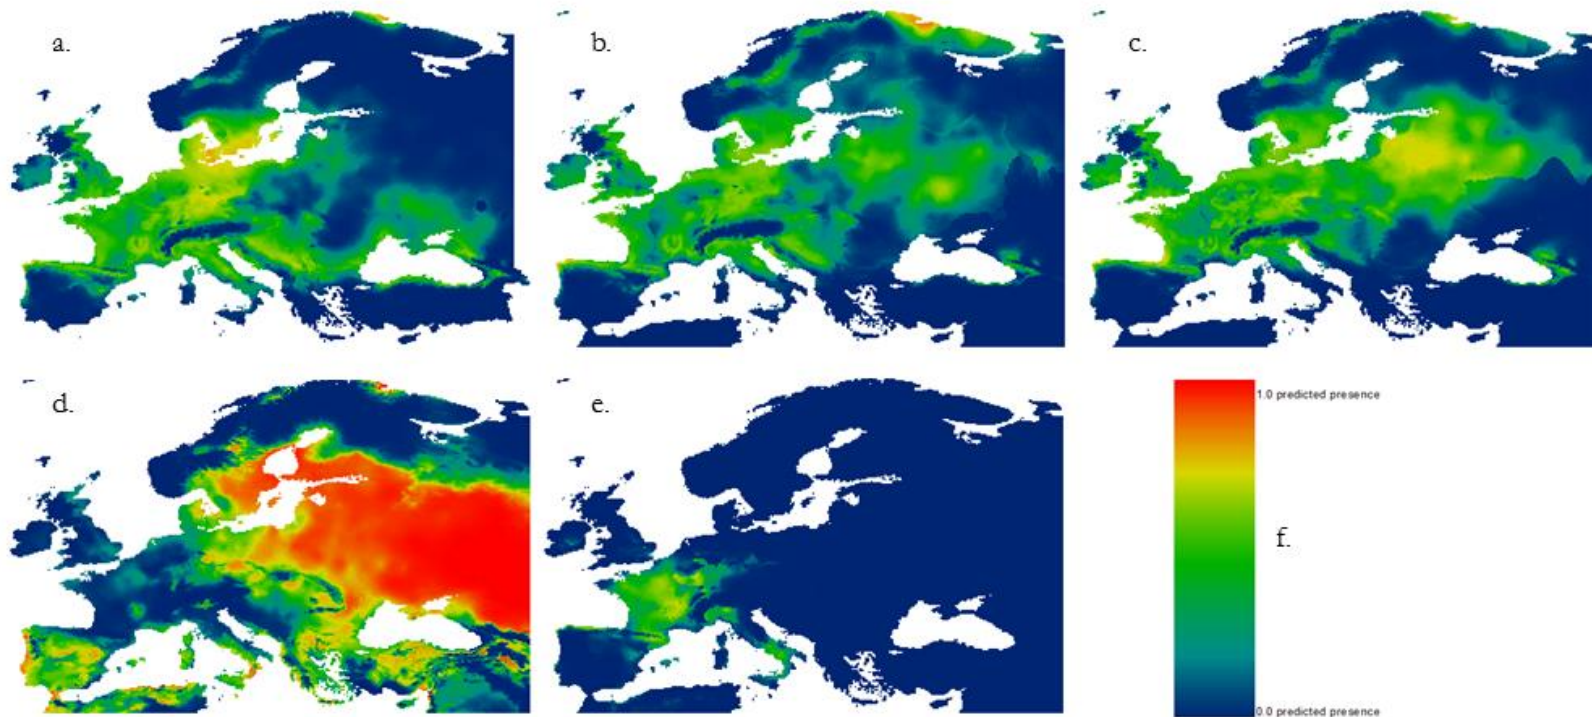 a.
b.
c.
d.
e.
1.0 predicted presence
f.
0.0 predicted presence